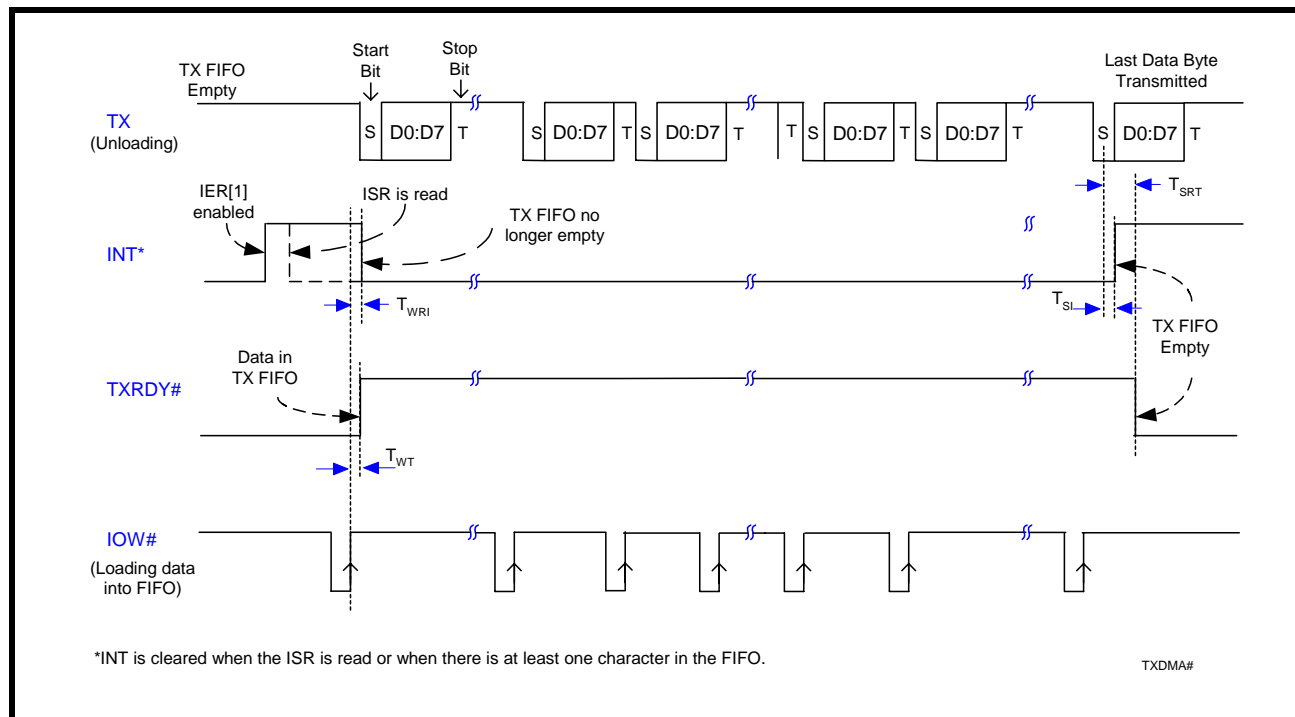 Start
Bit
Stop
Bit
TX FIFO
Empty
Last Data Byte
Transmitted
TX
(Unloading)
S D0:D7 T S D0:D7 T S D0:D7 T T S D0:D7 T S D0:D7 T S D0:D7 T
TSRT
IER[1]
enabled
ISR is read
TX FIFO no
longer empty
INT*
TWRI
TSI
TX FIFO
Empty
Data in
TX FIFO
TXRDY#
TWT
IOW#
(Loading data
into FIFO)
*INT is cleared when the ISR is read or when there is at least one character in the FIFO.
TXDMA#